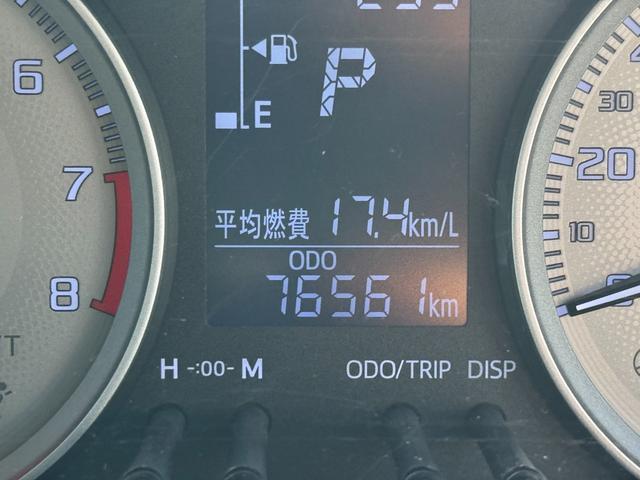 6
7
8
E
P
平均燃費 17.4km/L
ODO
76561km
H -:00- M
ODO/TRIP DISP
30
20
10